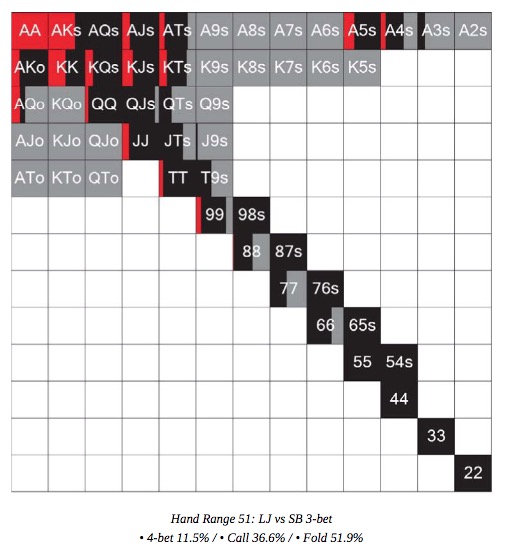 AA AKs AQs AJs ATs A9s A8s A7s A6s A5s A4s A3s A2s
AKo KK KQs KJs KTs K9s K8s K7s K6s K5s
AQo KQo QQ QJs QTs Q9s
AJo KJo QJo JJ JTs J9s
ATo KTo QTo TT T9s
99 98s
88 87s
77 76s
66 65s
55 54s
44
33
22
Hand Range 51: LJ vs SB 3-bet
• 4-bet 11.5% / • Call 36.6% / • Fold 51.9%